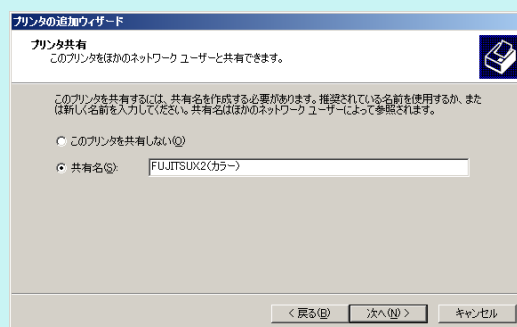 プリンタの追加ウィザード
プリンタ共有
このプリンタをほかのネットワーク ユーザーと共有できます。
このプリンタを共有するには、共有名を作成する必要があります。推奨されている名前を使用するか、また
は新しく名前を入力してください。共有名はほかのネットワーク ユーザーによって参照されます。
このプリンタを共有しない(O)
共有名(S): FUJITSUX2(カラー)
< 戻る(B) 次へ(N) > キャンセル